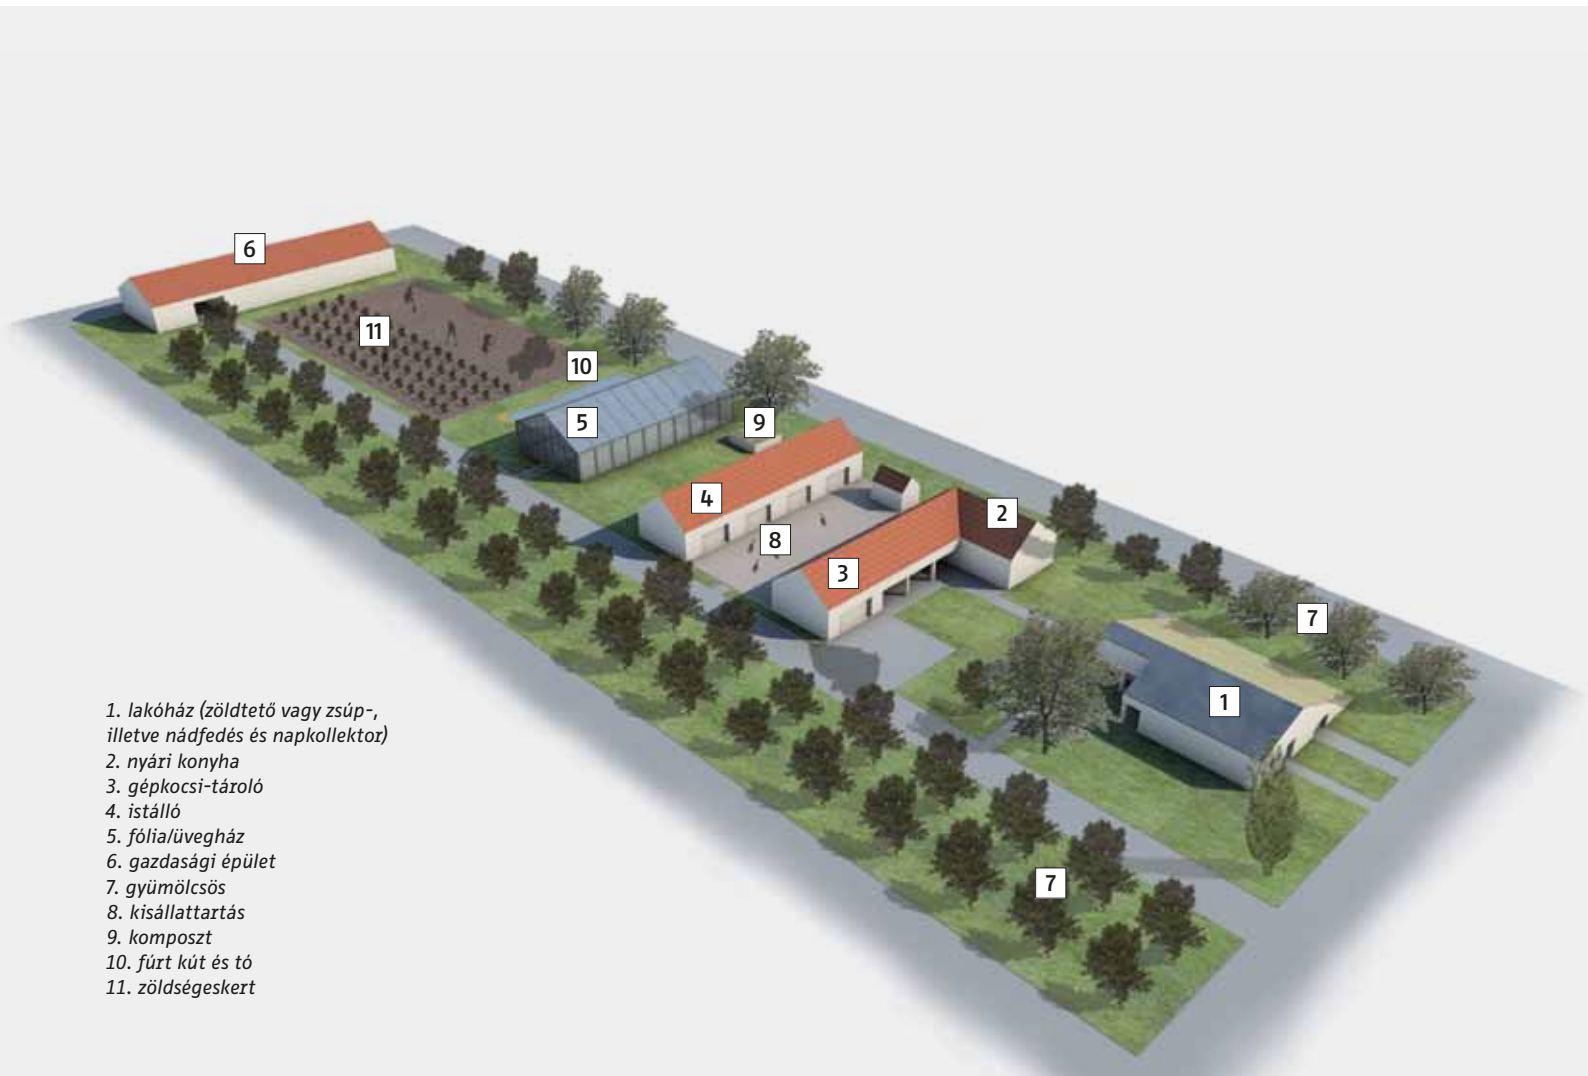 6
11
10
5
9
4
2
8
3
7
1
7
1. lakóház (zöldtető vagy zsúp-,
illetve nádfedés és napkollektor)
2. nyári konyha
3. gépkocsi-tároló
4. istálló
5. fólia/üvegház
6. gazdasági épület
7. gyümölcsös
8. kisállattartás
9. komposzt
10. fúrt kút és tó
11. zöldségeskert